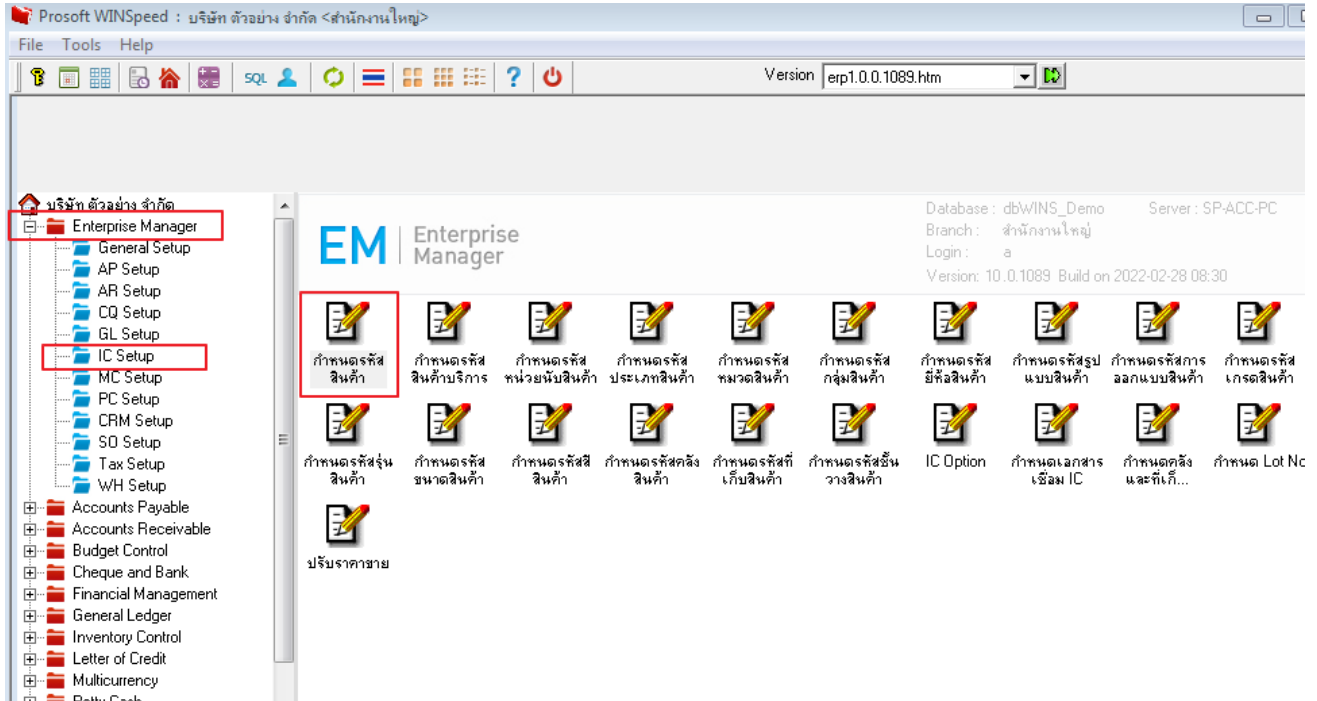 Prosoft WINSpeed : บริษัท ตัวอย่าง จำกัด <สำนักงานใหญ่>
File Tools Help
SQL
Version erp1.0.0.1089.htm
บริษัท ตัวอย่าง จำกัด
Enterprise Manager
General Setup
AP Setup
AR Setup
CQ Setup
GL Setup
IC Setup
MC Setup
PC Setup
CRM Setup
SO Setup
Tax Setup
WH Setup
Accounts Payable
Accounts Receivable
Budget Control
Cheque and Bank
Financial Management
General Ledger
Inventory Control
Letter of Credit
Multicurrency
Petty Cash
EM Enterprise
Manager
Database : dbWINS_Demo Server : SP-ACC-PC
Branch : สำนักงานใหญ่
Login : a
Version: 10.0.1089 Build on 2022-02-28 08:30
กำหนดรหัส
สินค้า
กำหนดรหัส
สินค้าบริการ
กำหนดรหัส
หน่วยนับสินค้า
กำหนดรหัส
ประเภทสินค้า
กำหนดรหัส
หมวดสินค้า
กำหนดรหัส
กลุ่มสินค้า
กำหนดรหัส
ยี่ห้อสินค้า
กำหนดรหัสรูป
แบบสินค้า
กำหนดรหัสการ
ออกแบบสินค้า
กำหนดรหัส
เกรดสินค้า
กำหนดรหัสรุ่น
สินค้า
กำหนดรหัส
ขนาดสินค้า
กำหนดรหัสสี
สินค้า
กำหนดรหัสคลัง
สินค้า
กำหนดรหัสที่
เก็บสินค้า
กำหนดรหัสชั้น
วางสินค้า
IC Option
กำหนดเอกสาร
เชื่อม IC
กำหนดคลัง
และที่เก็...
กำหนด Lot No
ปรับราคาขาย